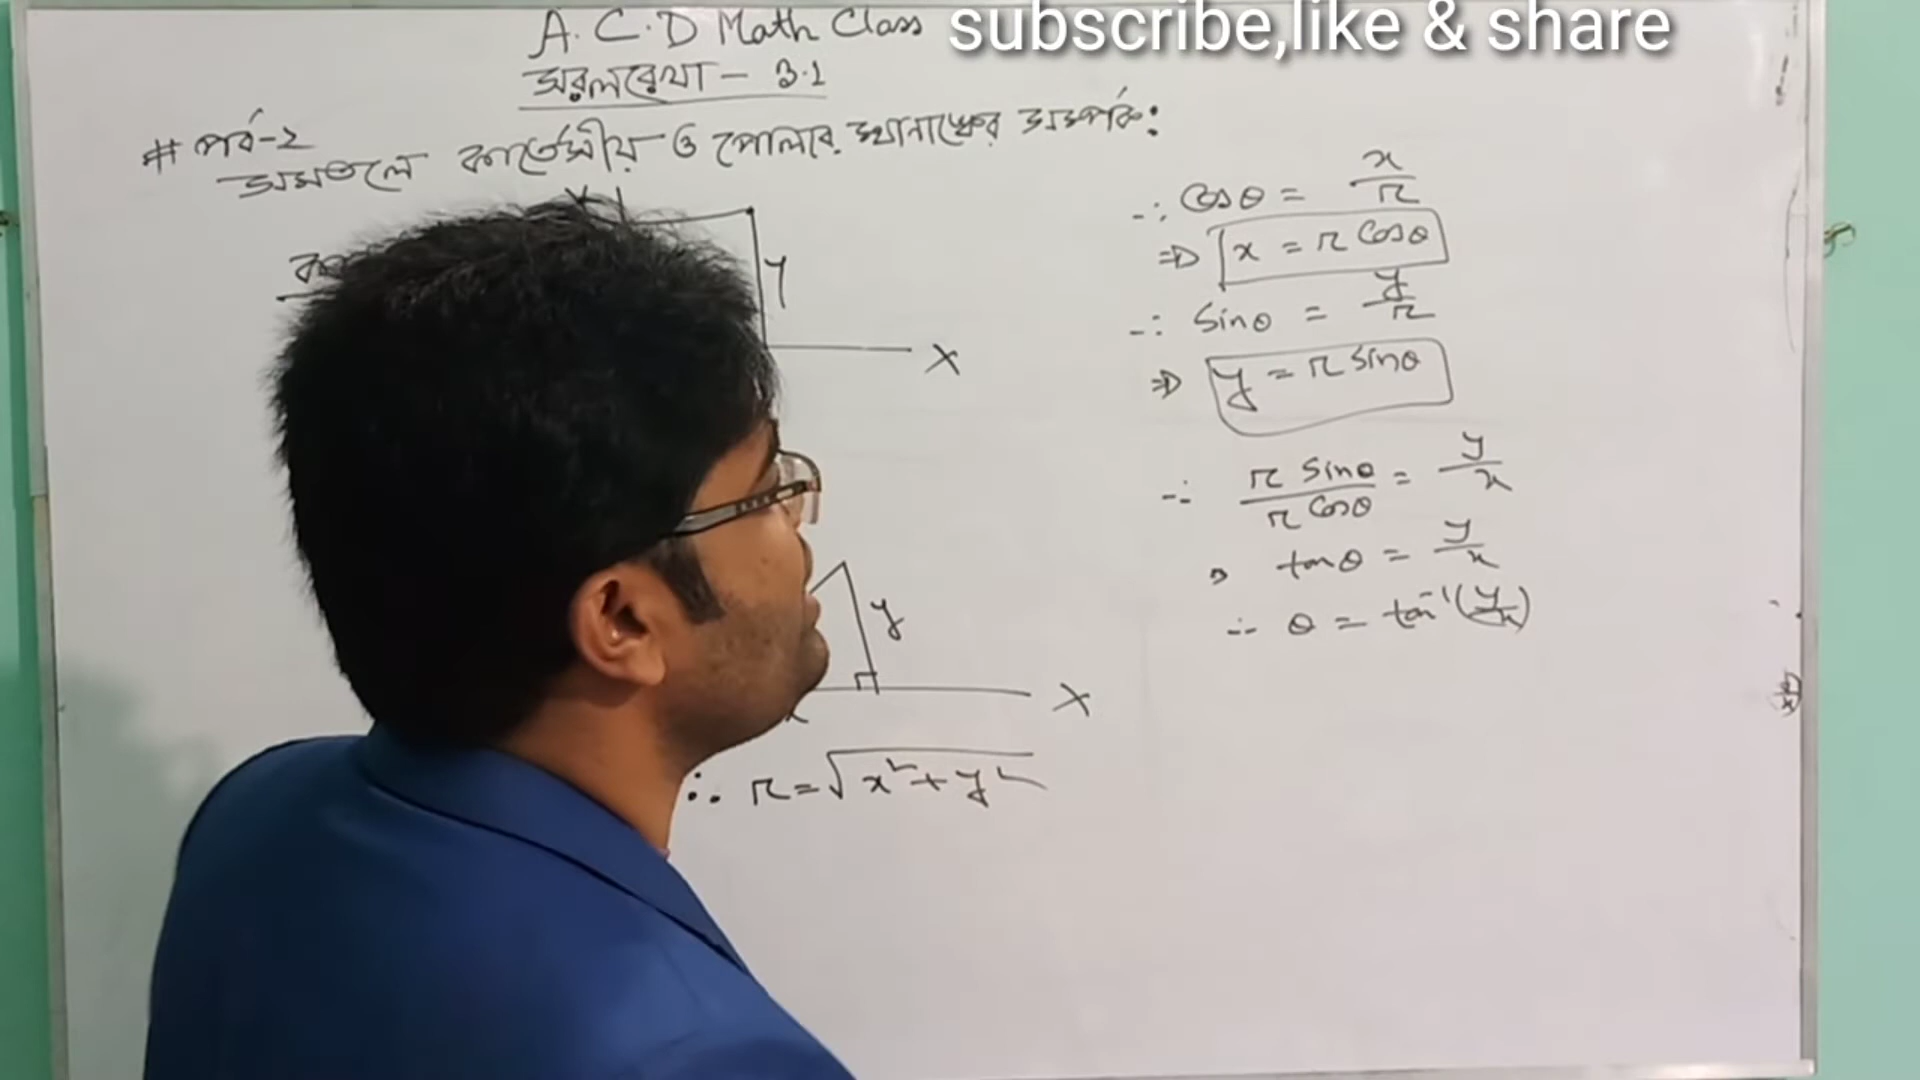 A.C.D Math Class
subscribe,like & share
সরলরেখা - 3.1
# পর্ব-২
সমতলে কার্তেসীয় ও পোলার স্থানাঙ্কের সম্পর্ক:
Y
y
X
y
X
x
∴ r = √x²+y²
∴ Cosθ = x/r
⇒ x = r Cosθ
∴ Sinθ = y/r
⇒ y = r Sinθ
∴ r Sinθ/r Cosθ = y/x
⇒ tanθ = y/x
∴ θ = tan⁻¹(y/x)